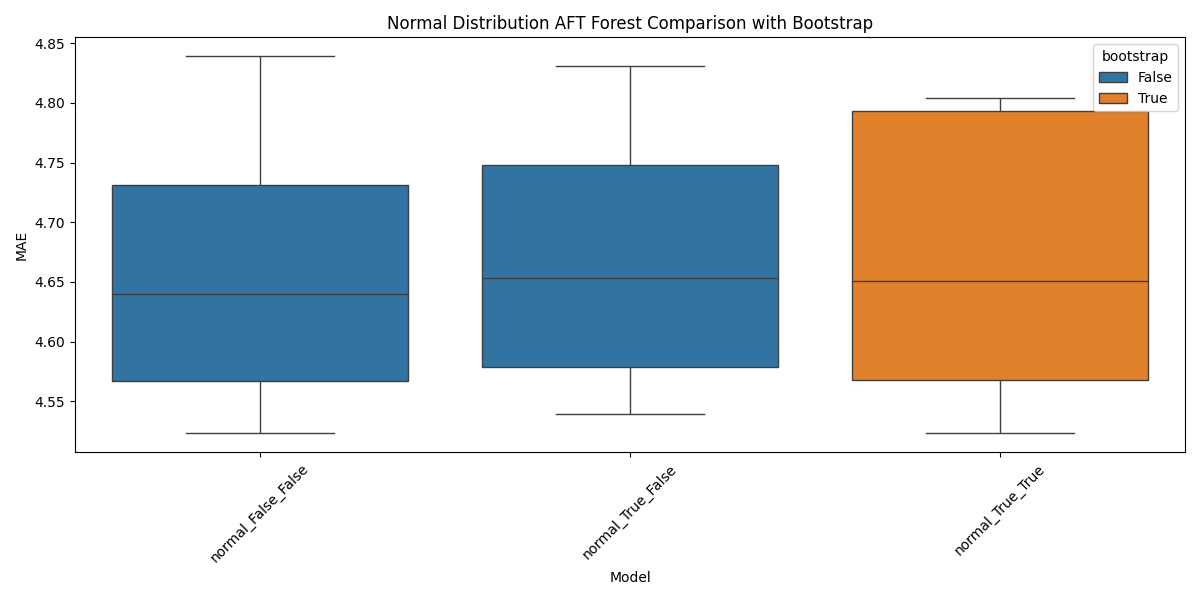 Normal Distribution AFT Forest Comparison with Bootstrap
bootstrap
False
True
MAE
4.85
4.80
4.75
4.70
4.65
4.60
4.55
normal_False_False
normal_True_False
normal_True_True
Model